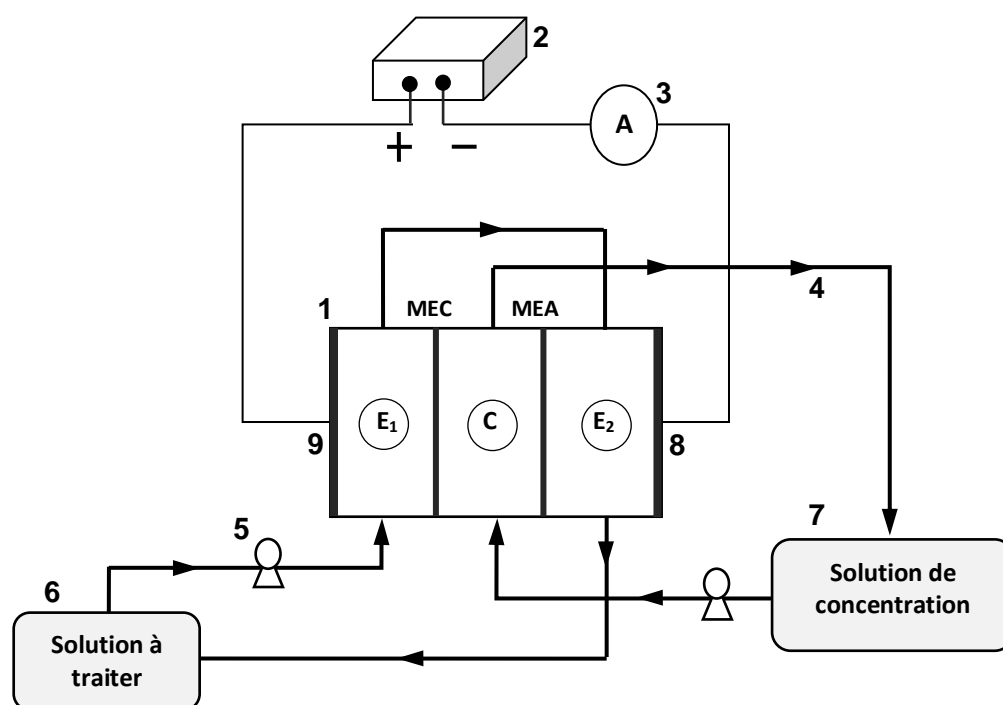 2
3
A
+ −
4
1
MEC MEA
E₁ C E₂
9
8
5
7
6
Solution de
concentration
Solution à
traiter